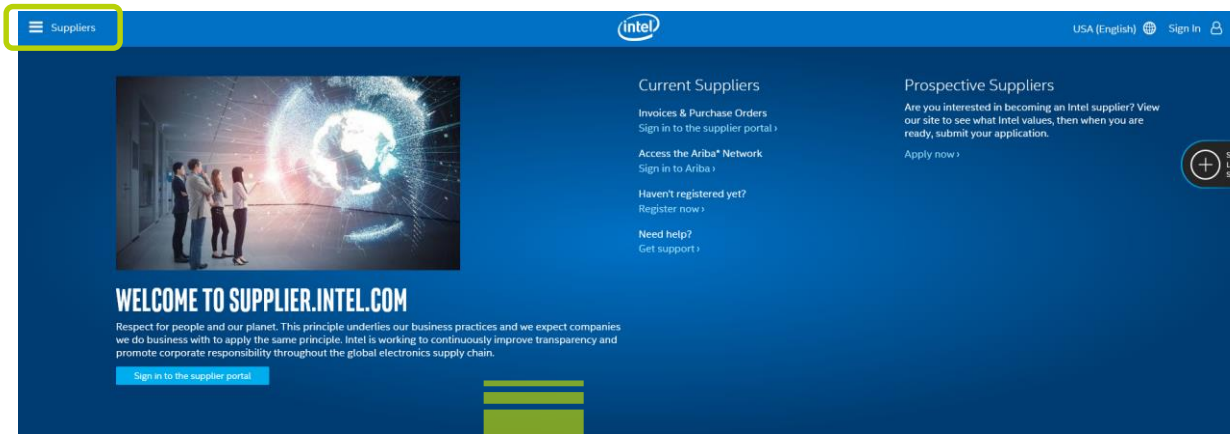 Suppliers
intel
USA (English)
Sign In
WELCOME TO SUPPLIER.INTEL.COM
Respect for people and our planet. This principle underlies our business practices and we expect companies
we do business with to apply the same principle. Intel is working to continuously improve transparency and
promote corporate responsibility throughout the global electronics supply chain.
Sign in to the supplier portal
Current Suppliers
Invoices & Purchase Orders
Sign in to the supplier portal ›
Access the Ariba* Network
Sign in to Ariba ›
Haven't registered yet?
Register now ›
Need help?
Get support ›
Prospective Suppliers
Are you interested in becoming an Intel supplier? View
our site to see what Intel values, then when you are
ready, submit your application.
Apply now ›